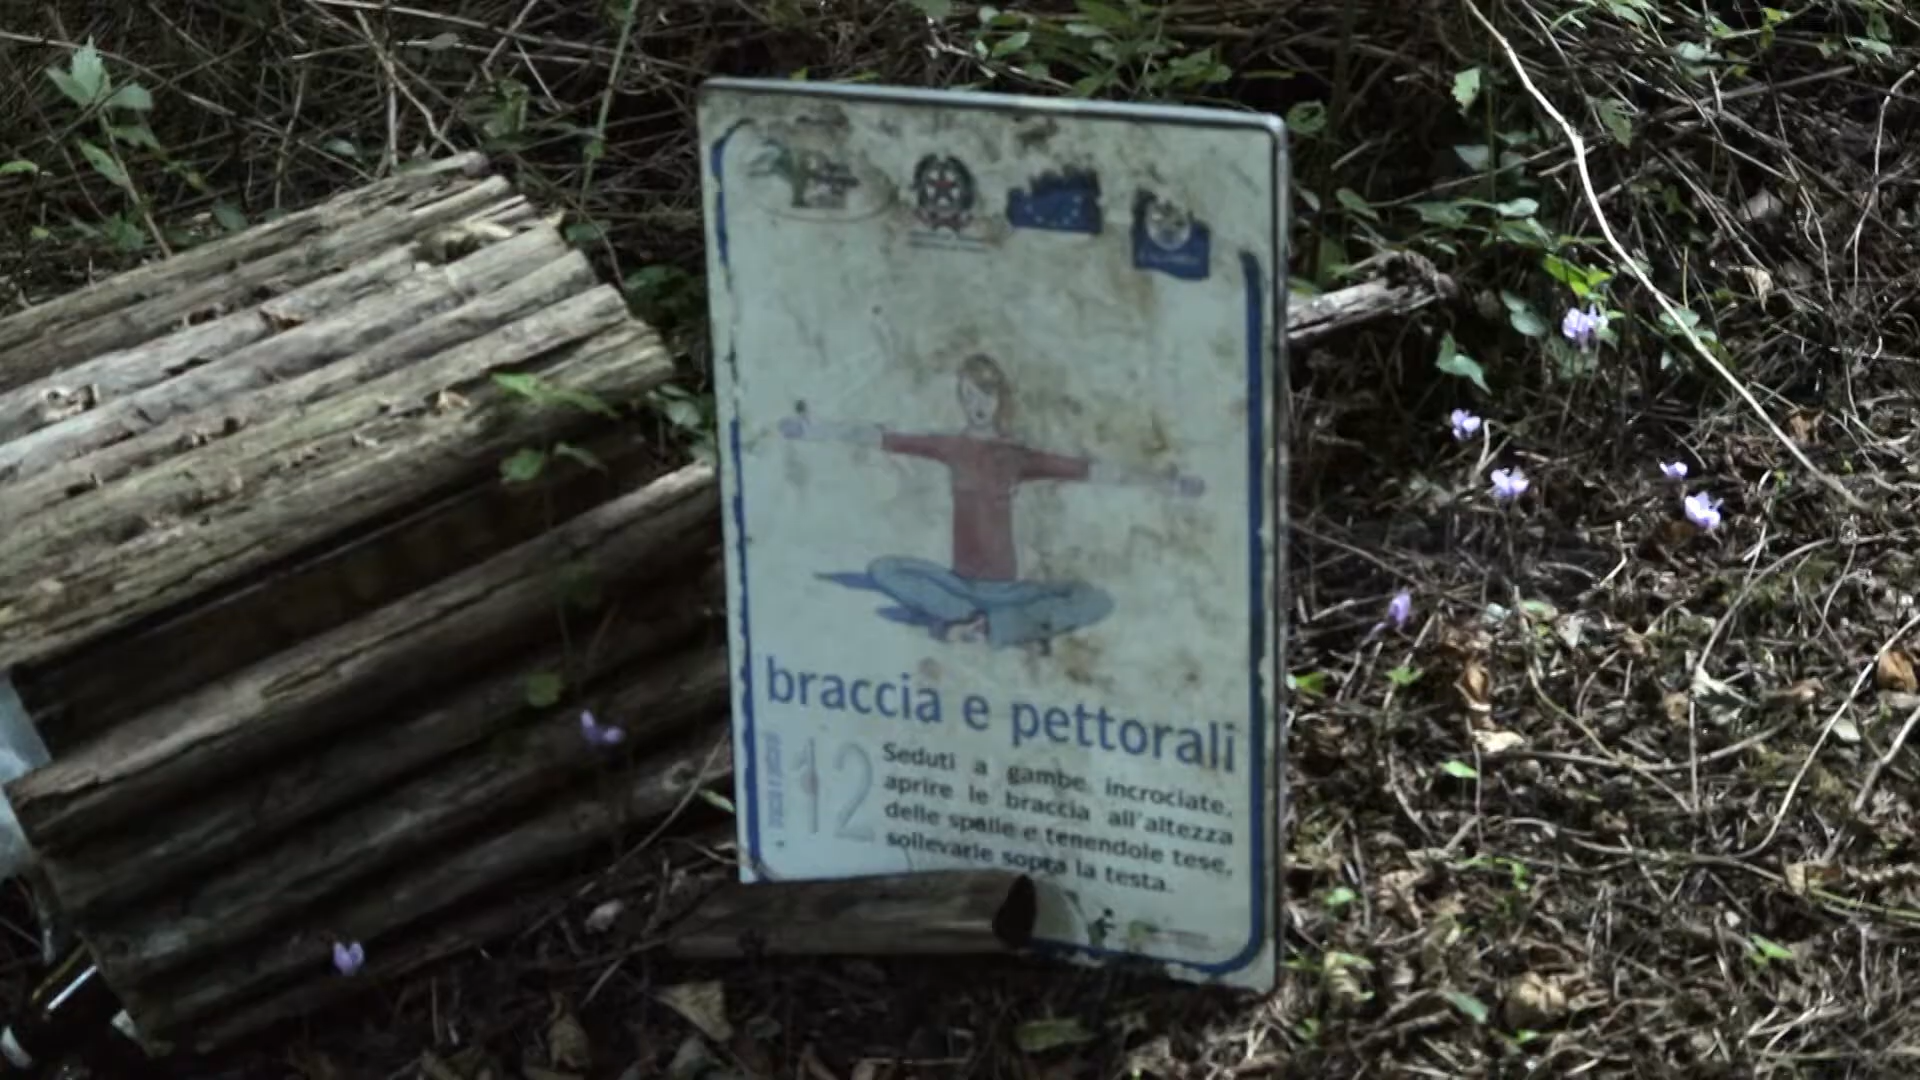 braccia e pettorali
12
Seduti a gambe incrociate,
aprire le braccia all'altezza
delle spalle e tenendole tese,
sollevarle sopra la testa.